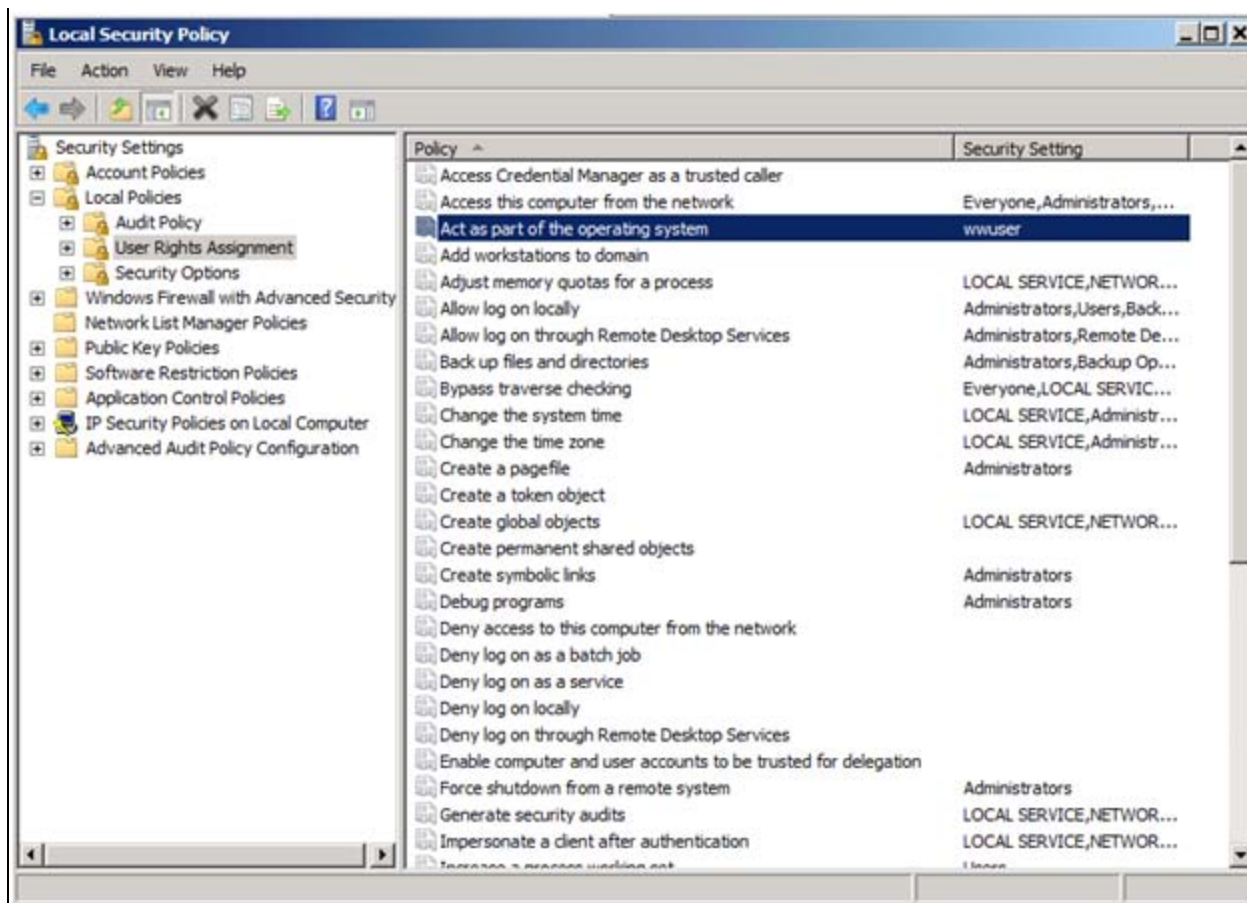 Local Security Policy
File Action View Help
Security Settings
Account Policies
Local Policies
Audit Policy
User Rights Assignment
Security Options
Windows Firewall with Advanced Security
Network List Manager Policies
Public Key Policies
Software Restriction Policies
Application Control Policies
IP Security Policies on Local Computer
Advanced Audit Policy Configuration
Policy Security Setting
Access Credential Manager as a trusted caller
Access this computer from the network Everyone,Administrators,...
Act as part of the operating system wwuser
Add workstations to domain
Adjust memory quotas for a process LOCAL SERVICE,NETWOR...
Allow log on locally Administrators,Users,Back...
Allow log on through Remote Desktop Services Administrators,Remote De...
Back up files and directories Administrators,Backup Op...
Bypass traverse checking Everyone,LOCAL SERVIC...
Change the system time LOCAL SERVICE,Administr...
Change the time zone LOCAL SERVICE,Administr...
Create a pagefile Administrators
Create a token object
Create global objects LOCAL SERVICE,NETWOR...
Create permanent shared objects
Create symbolic links Administrators
Debug programs Administrators
Deny access to this computer from the network
Deny log on as a batch job
Deny log on as a service
Deny log on locally
Deny log on through Remote Desktop Services
Enable computer and user accounts to be trusted for delegation
Force shutdown from a remote system Administrators
Generate security audits LOCAL SERVICE,NETWOR...
Impersonate a client after authentication LOCAL SERVICE,NETWOR...
Increase a process working set Users